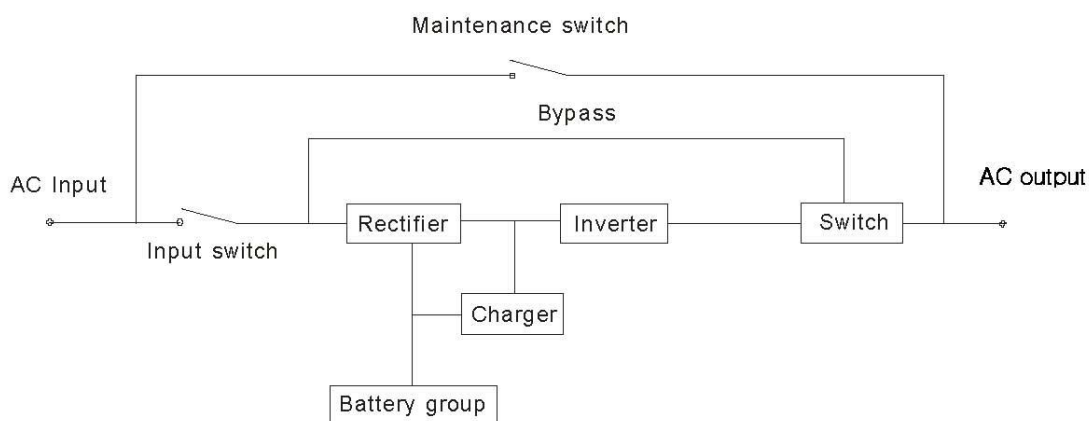 Maintenance switch
Bypass
AC Input
AC output
Rectifier
Inverter
Switch
Input switch
Charger
Battery group